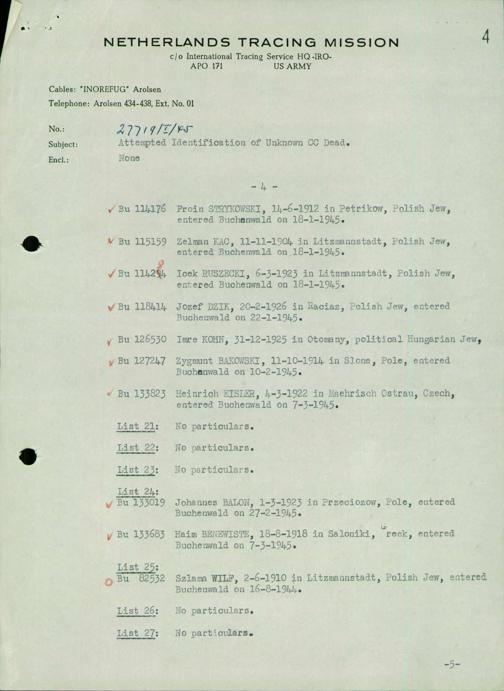 4
NETHERLANDS TRACING MISSION
c/o International Tracing Service HQ -IRO-
APO 171 US ARMY
Cables: "INOREFUG" Arolsen
Telephone: Arolsen 434-438, Ext. No. 01
No.: 27719/I/45
Subject: Attempted Identification of Unknown CC Dead.
Encl.: None
- 4 -
Bu 114176 Froin STRYKOWSKI, 14-6-1912 in Petrikow, Polish Jew,
entered Buchenwald on 18-1-1945.
Bu 115159 Zelman KAC, 11-11-1904 in Litzmannstadt, Polish Jew,
entered Buchenwald on 18-1-1945.
Bu Icek RUSZECKI, 6-3-1923 in Litzmannstadt, Polish Jew,
entered Buchenwald on 18-1-1945.
Bu 118414 Jozef DZIK, 20-2-1926 in Raciaz, Polish Jew, entered
Buchenwald on 22-1-1945.
Bu 126530 Imre KOHN, 31-12-1925 in Otomany, political Hungarian Jew,
Bu 127247 Zygmunt BAKOWSKI, 11-10-1914 in Slone, Pole, entered
Buchenwald on 10-2-1945.
Bu 133823 Heinrich EISLER, 4-3-1922 in Maehrisch Ostrau, Czech,
entered Buchenwald on 7-3-1945.
List 21: No particulars.
List 22: No particulars.
List 23: No particulars.
List 24:
Bu 133019 Johannes BALON, 1-3-1923 in Przeciozow, Pole, entered
Buchenwald on 27-2-1945.
Bu 133683 Haim BENEWISTE, 18-8-1918 in Saloniki, Greek, entered
Buchenwald on 7-3-1945.
List 25:
Bu 82532 Szlama WILF, 2-6-1910 in Litzmannstadt, Polish Jew, entered
Buchenwald on 16-8-1944.
List 26: No particulars.
List 27: No particulars.
-5-